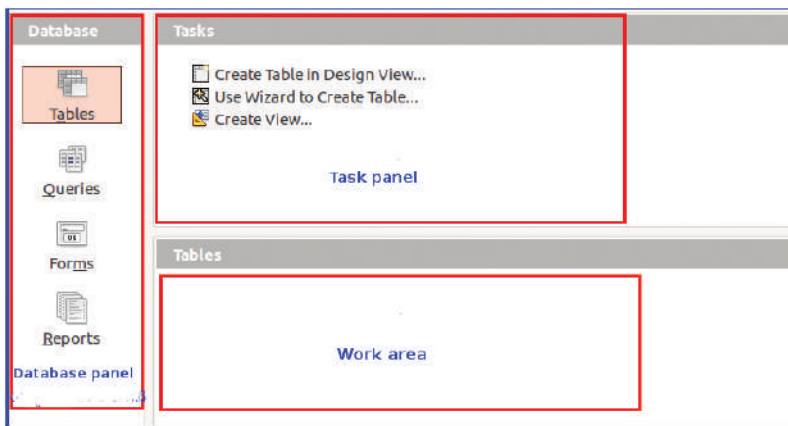 Database
Tables
Queries
Forms
Reports
Database panel
Tasks
Create Table in Design View...
Use Wizard to Create Table...
Create View...
Task panel
Tables
Work area